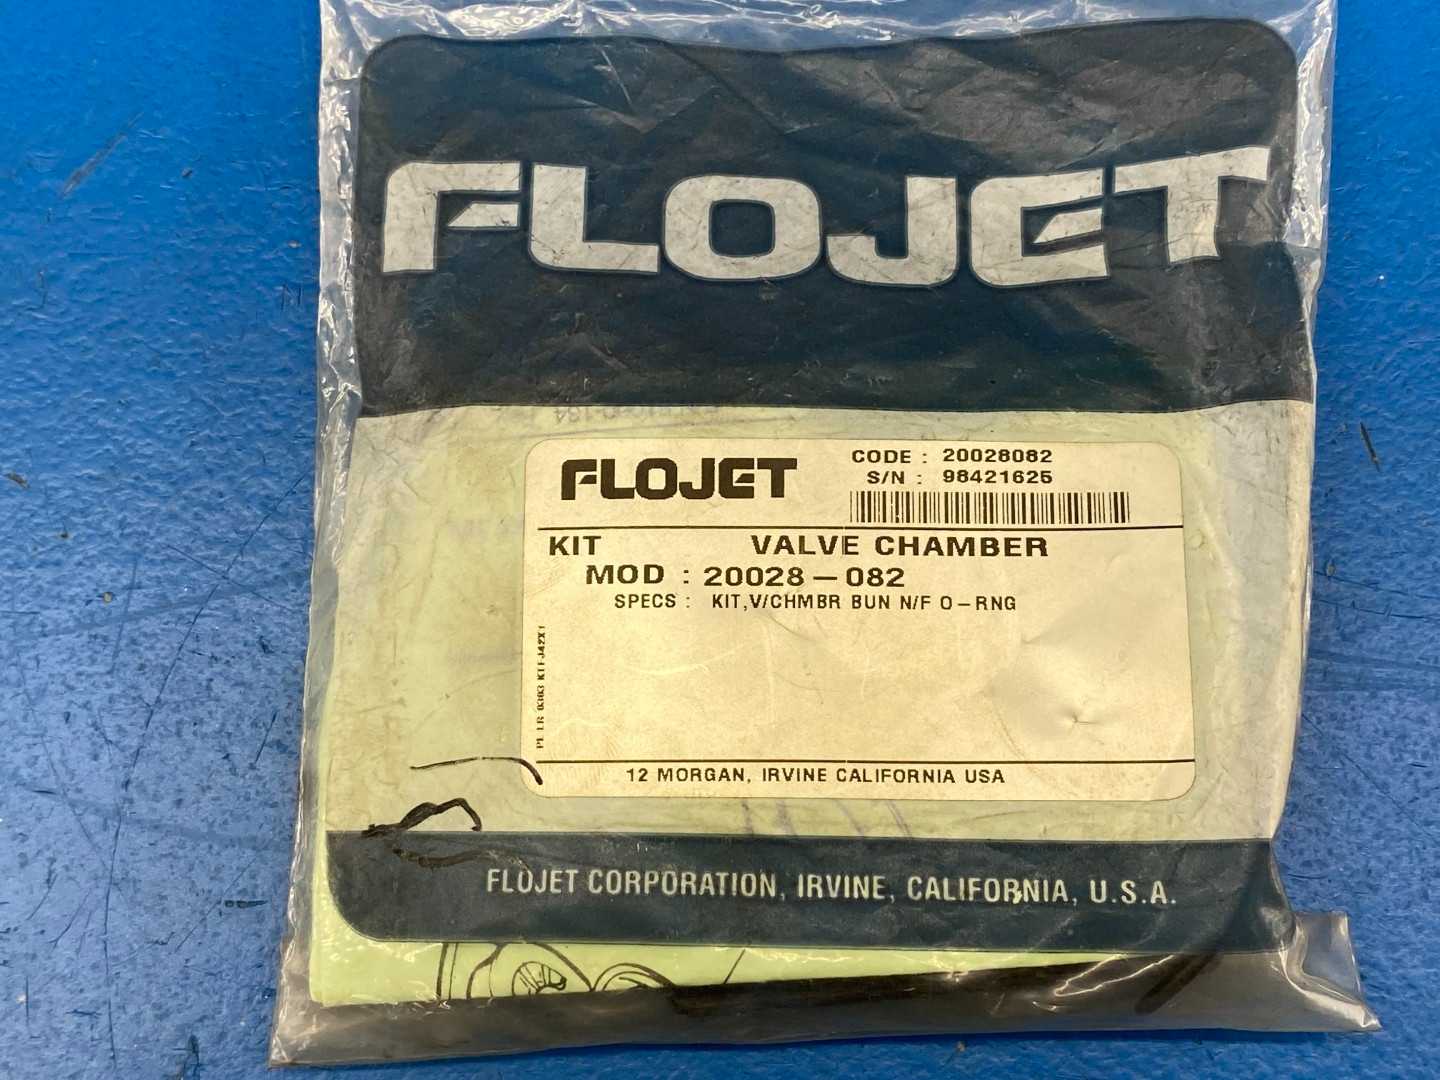 FLOJET
FLOJET
CODE : 20028082
S/N : 98421625
KIT VALVE CHAMBER
MOD : 20028-082
SPECS : KIT,V/CHMBR BUN N/F O-RNG
12 MORGAN, IRVINE CALIFORNIA USA
FLOJET CORPORATION, IRVINE, CALIFORNIA, U.S.A.